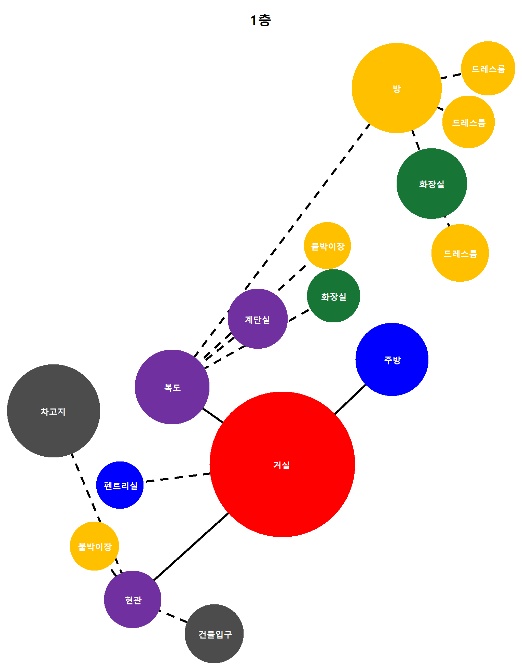 1층
드레스룸
방
드레스룸
화장실
붙박이장
드레스룸
화장실
계단실
주방
복도
차고지
거실
펜트리실
붙박이장
현관
건물입구